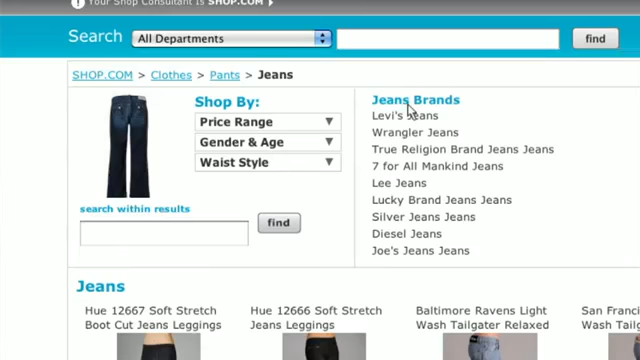 Your Shop Consultant Is SHOP.COM
Search
All Departments
find
SHOP.COM > Clothes > Pants > Jeans
Shop By:
Price Range
Gender & Age
Waist Style
search within results
find
Jeans Brands
Levi's Jeans
Wrangler Jeans
True Religion Brand Jeans Jeans
7 for All Mankind Jeans
Lee Jeans
Lucky Brand Jeans Jeans
Silver Jeans Jeans
Diesel Jeans
Joe's Jeans Jeans
Jeans
Hue 12667 Soft Stretch
Boot Cut Jeans Leggings
Hue 12666 Soft Stretch
Jeans Leggings
Baltimore Ravens Light
Wash Tailgater Relaxed
San Franci
Wash Tail